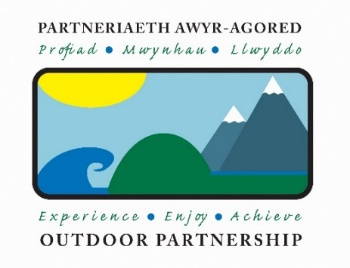 PARTNERIAETH AWYR-AGORED
Profiad • Mwynhau • Llwyddo
Experience • Enjoy • Achieve
OUTDOOR PARTNERSHIP